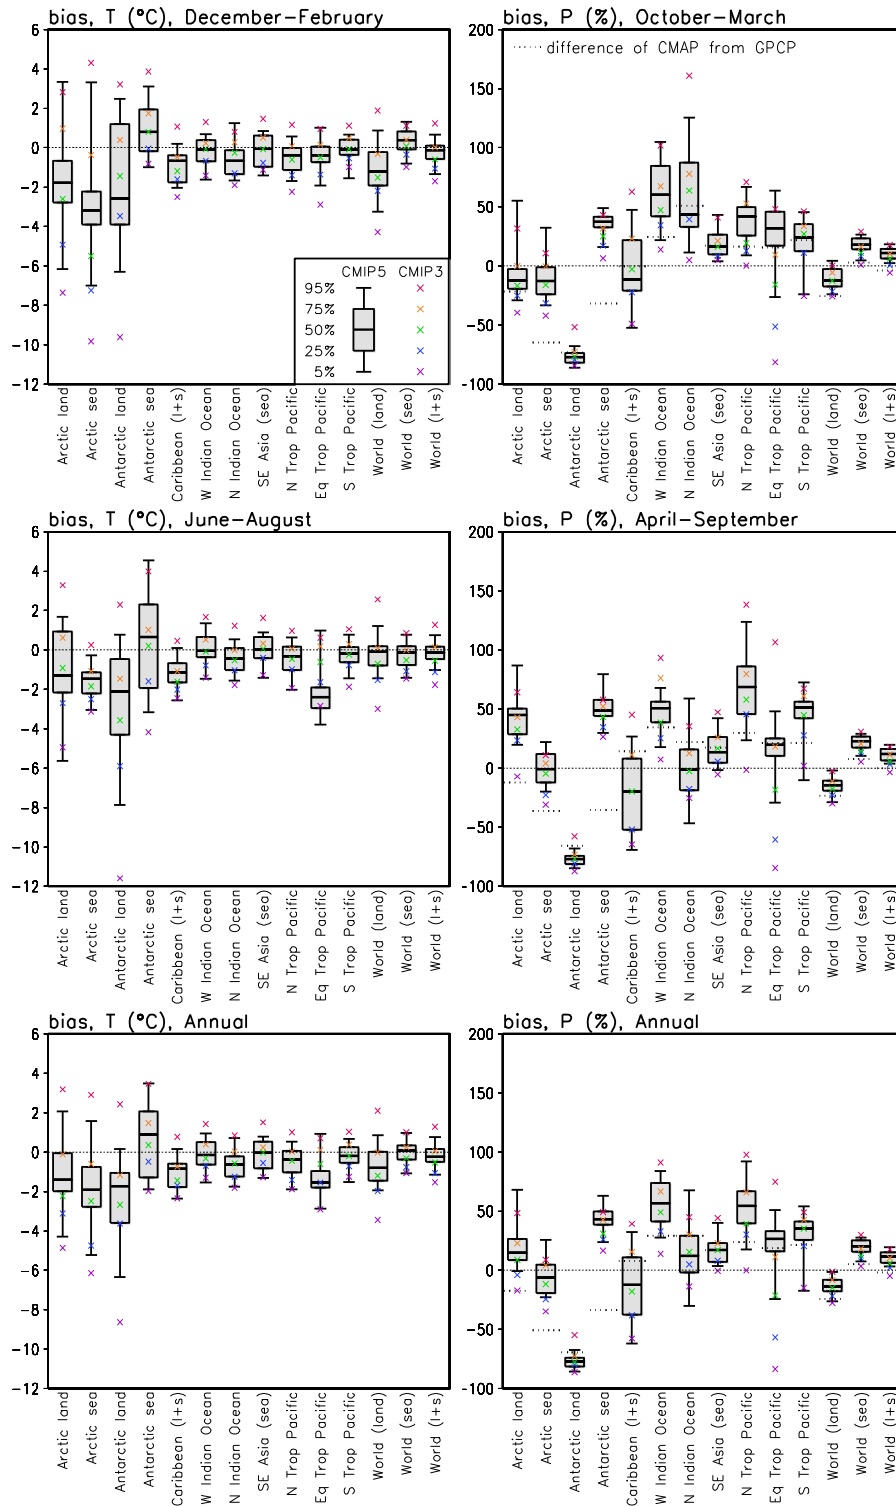 bias, T (°C), December–February
6
4
2
0
−2
−4
−6
−8
−10
−12
CMIP5 CMIP3
95%
75%
50%
25%
5%
Arctic land
Arctic sea
Antarctic land
Antarctic sea
Caribbean (l+s)
W Indian Ocean
N Indian Ocean
SE Asia (sea)
N Trop Pacific
Eq Trop Pacific
S Trop Pacific
World (land)
World (sea)
World (l+s)
bias, P (%), October–March
difference of CMAP from GPCP
200
150
100
50
0
−50
−100
Arctic land
Arctic sea
Antarctic land
Antarctic sea
Caribbean (l+s)
W Indian Ocean
N Indian Ocean
SE Asia (sea)
N Trop Pacific
Eq Trop Pacific
S Trop Pacific
World (land)
World (sea)
World (l+s)
bias, T (°C), June–August
6
4
2
0
−2
−4
−6
−8
−10
−12
Arctic land
Arctic sea
Antarctic land
Antarctic sea
Caribbean (l+s)
W Indian Ocean
N Indian Ocean
SE Asia (sea)
N Trop Pacific
Eq Trop Pacific
S Trop Pacific
World (land)
World (sea)
World (l+s)
bias, P (%), April–September
200
150
100
50
0
−50
−100
Arctic land
Arctic sea
Antarctic land
Antarctic sea
Caribbean (l+s)
W Indian Ocean
N Indian Ocean
SE Asia (sea)
N Trop Pacific
Eq Trop Pacific
S Trop Pacific
World (land)
World (sea)
World (l+s)
bias, T (°C), Annual
6
4
2
0
−2
−4
−6
−8
−10
−12
Arctic land
Arctic sea
Antarctic land
Antarctic sea
Caribbean (l+s)
W Indian Ocean
N Indian Ocean
SE Asia (sea)
N Trop Pacific
Eq Trop Pacific
S Trop Pacific
World (land)
World (sea)
World (l+s)
bias, P (%), Annual
200
150
100
50
0
−50
−100
Arctic land
Arctic sea
Antarctic land
Antarctic sea
Caribbean (l+s)
W Indian Ocean
N Indian Ocean
SE Asia (sea)
N Trop Pacific
Eq Trop Pacific
S Trop Pacific
World (land)
World (sea)
World (l+s)